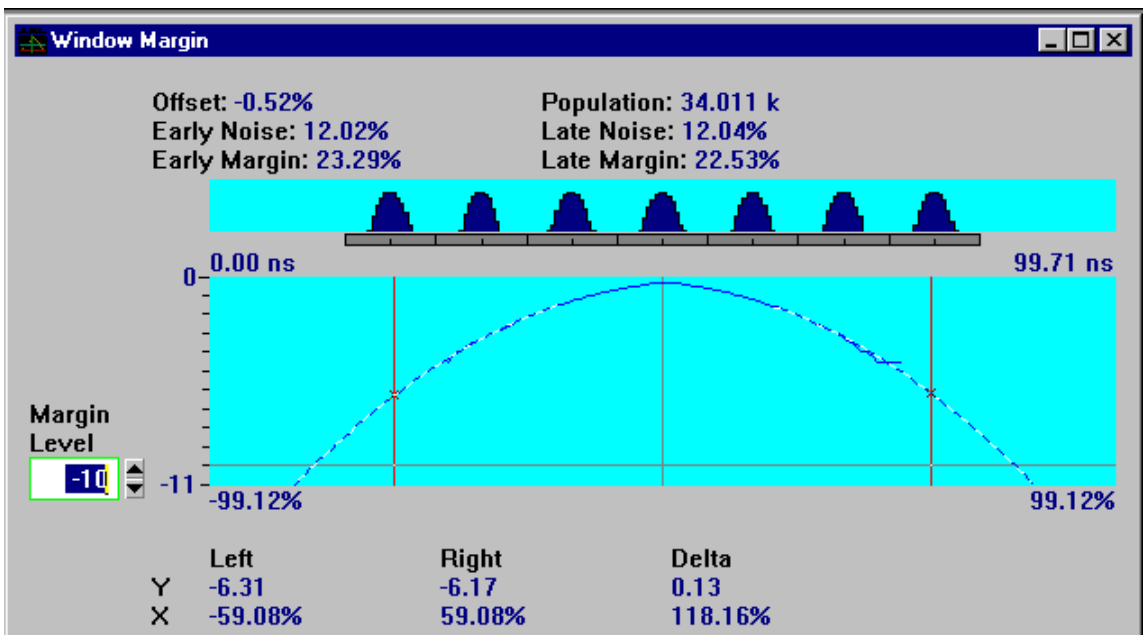 Window Margin
Offset: -0.52% Population: 34.011 k
Early Noise: 12.02% Late Noise: 12.04%
Early Margin: 23.29% Late Margin: 22.53%
0.00 ns 99.71 ns
0
Margin
Level
-10
-11
-99.12% 99.12%
Left Right Delta
Y -6.31 -6.17 0.13
X -59.08% 59.08% 118.16%